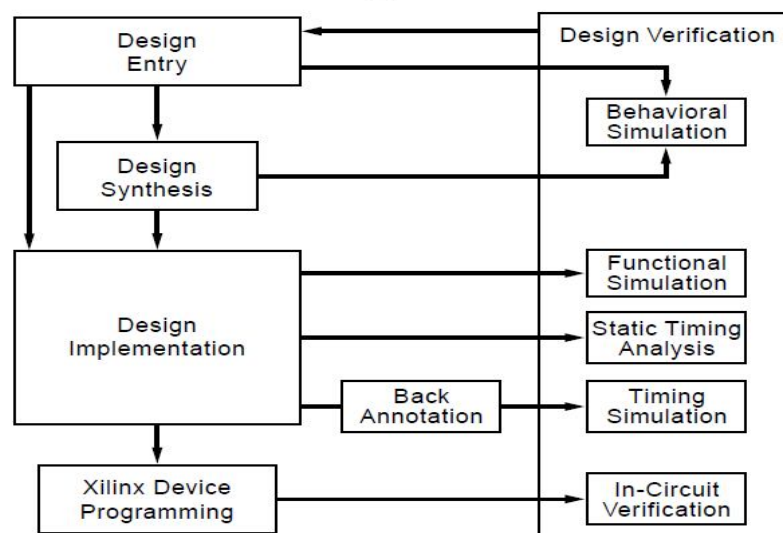 Design
Entry
Design Verification
Behavioral
Simulation
Design
Synthesis
Functional
Simulation
Design
Implementation
Static Timing
Analysis
Back
Annotation
Timing
Simulation
Xilinx Device
Programming
In-Circuit
Verification